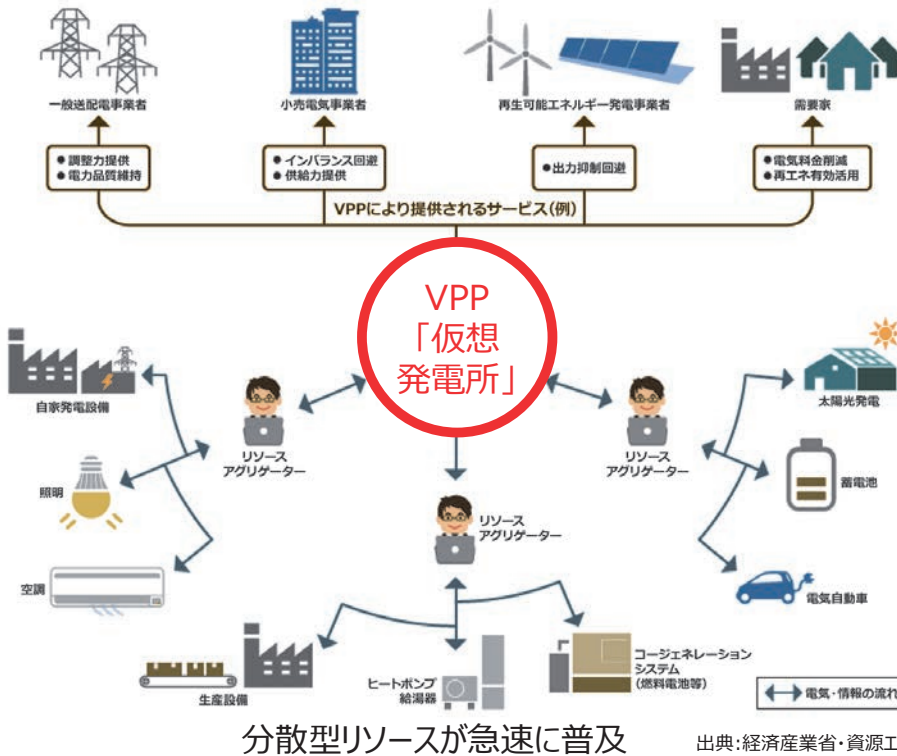 一般送配電事業者
小売電気事業者
再生可能エネルギー発電事業者
需要家
●調整力提供
●電力品質維持
●インバランス回避
●供給力提供
●出力抑制回避
●電気料金削減
●再エネ有効活用
VPPにより提供されるサービス(例)
VPP
「仮想
発電所」
自家発電設備
リソース
アグリゲーター
リソース
アグリゲーター
太陽光発電
照明
蓄電池
リソース
アグリゲーター
空調
電気自動車
生産設備
ヒートポンプ
給湯器
コージェネレーション
システム
(燃料電池等)
電気・情報の流れ
分散型リソースが急速に普及
出典:経済産業省・資源エ